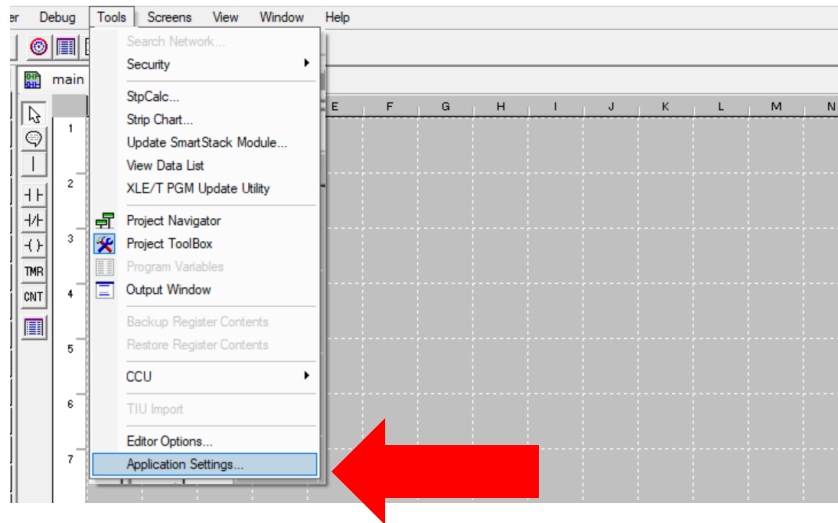 er Debug Tools Screens View Window Help
Search Network...
Security
main
StpCalc...
E F G H I J K L M N
Strip Chart...
1
Update SmartStack Module...
View Data List
2
XLE/T PGM Update Utility
Project Navigator
3
Project ToolBox
TMR
Program Variables
CNT
4
Output Window
Backup Register Contents
5
Restore Register Contents
CCU
6
TIU Import
Editor Options...
7
Application Settings...